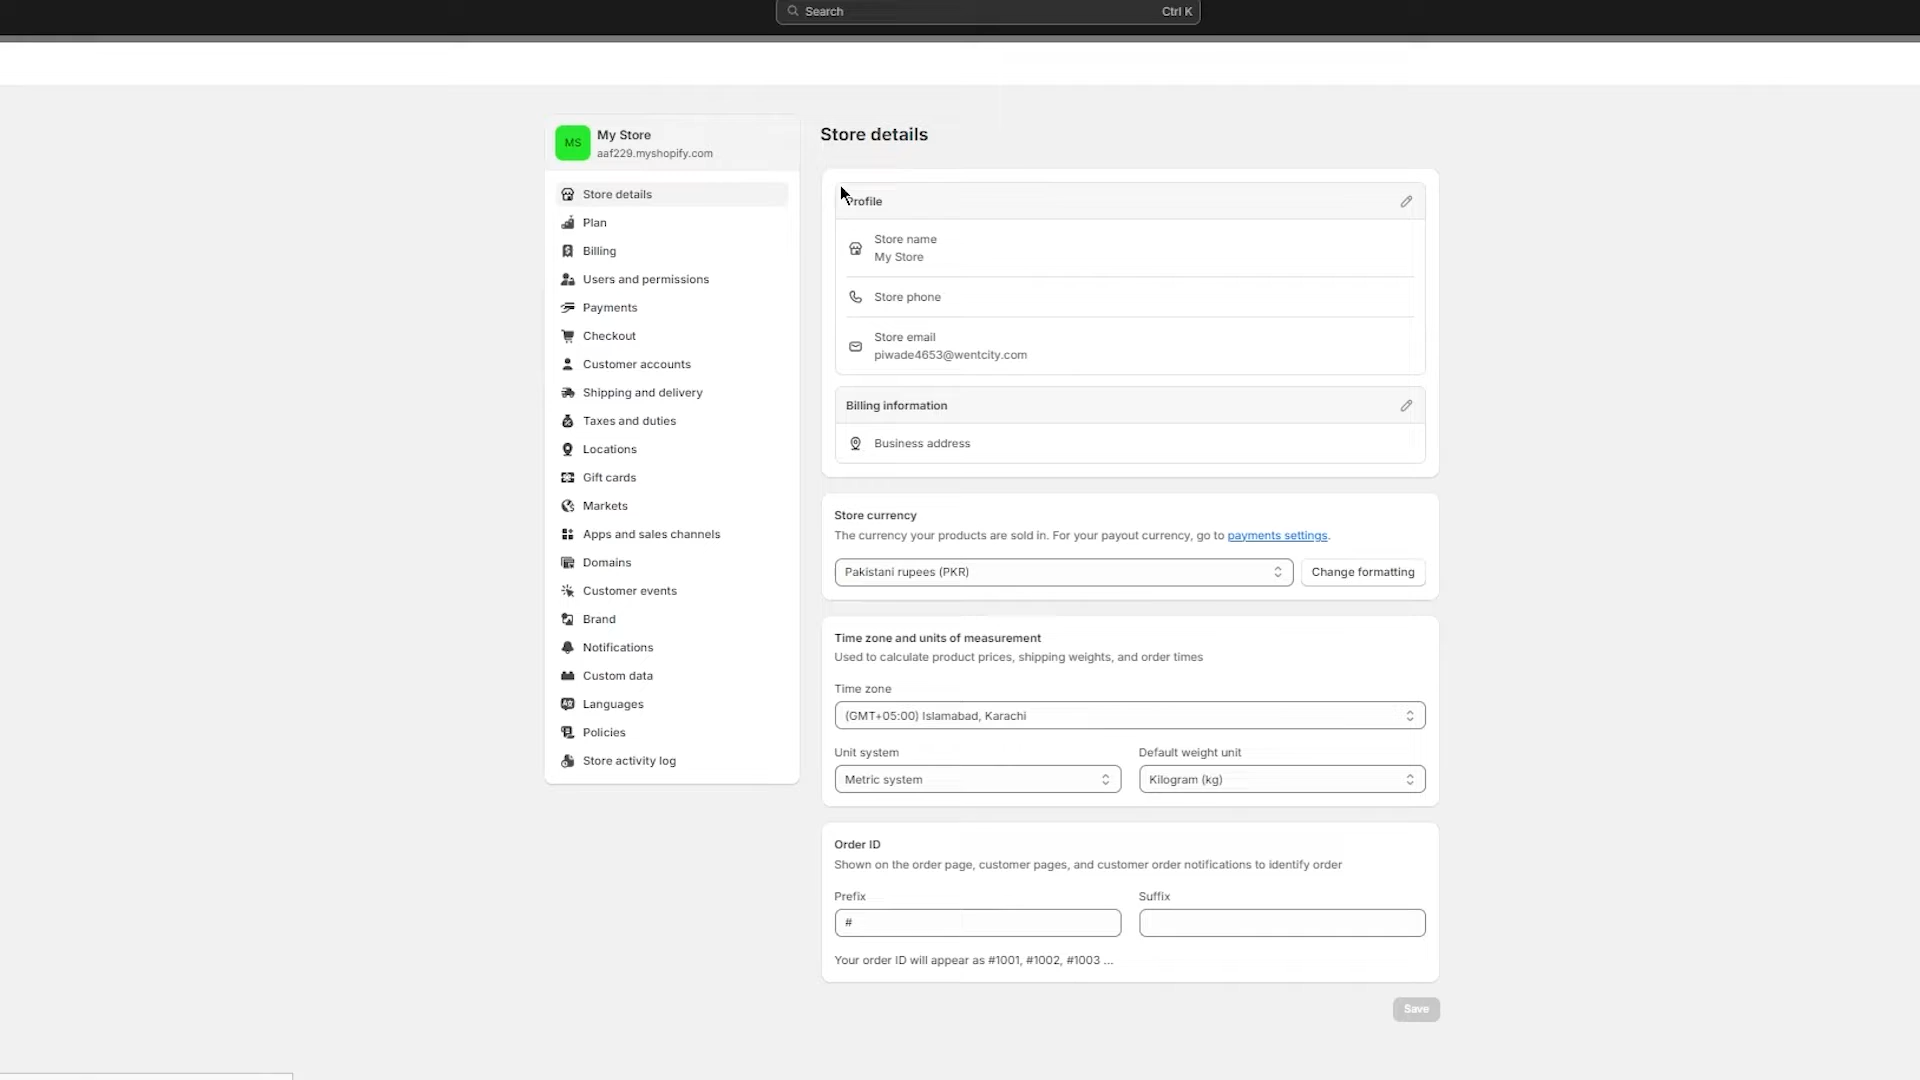 Search Ctrl K
MS
My Store
aaf229.myshopify.com
Store details
Plan
Billing
Users and permissions
Payments
Checkout
Customer accounts
Shipping and delivery
Taxes and duties
Locations
Gift cards
Markets
Apps and sales channels
Domains
Customer events
Brand
Notifications
Custom data
Languages
Policies
Store activity log
Store details
Profile
Store name
My Store
Store phone
Store email
piwade4653@wentcity.com
Billing information
Business address
Store currency
The currency your products are sold in. For your payout currency, go to payments settings.
Pakistani rupees (PKR) Change formatting
Time zone and units of measurement
Used to calculate product prices, shipping weights, and order times
Time zone
(GMT+05:00) Islamabad, Karachi
Unit system Default weight unit
Metric system Kilogram (kg)
Order ID
Shown on the order page, customer pages, and customer order notifications to identify order
Prefix Suffix
#
Your order ID will appear as #1001, #1002, #1003 ...
Save